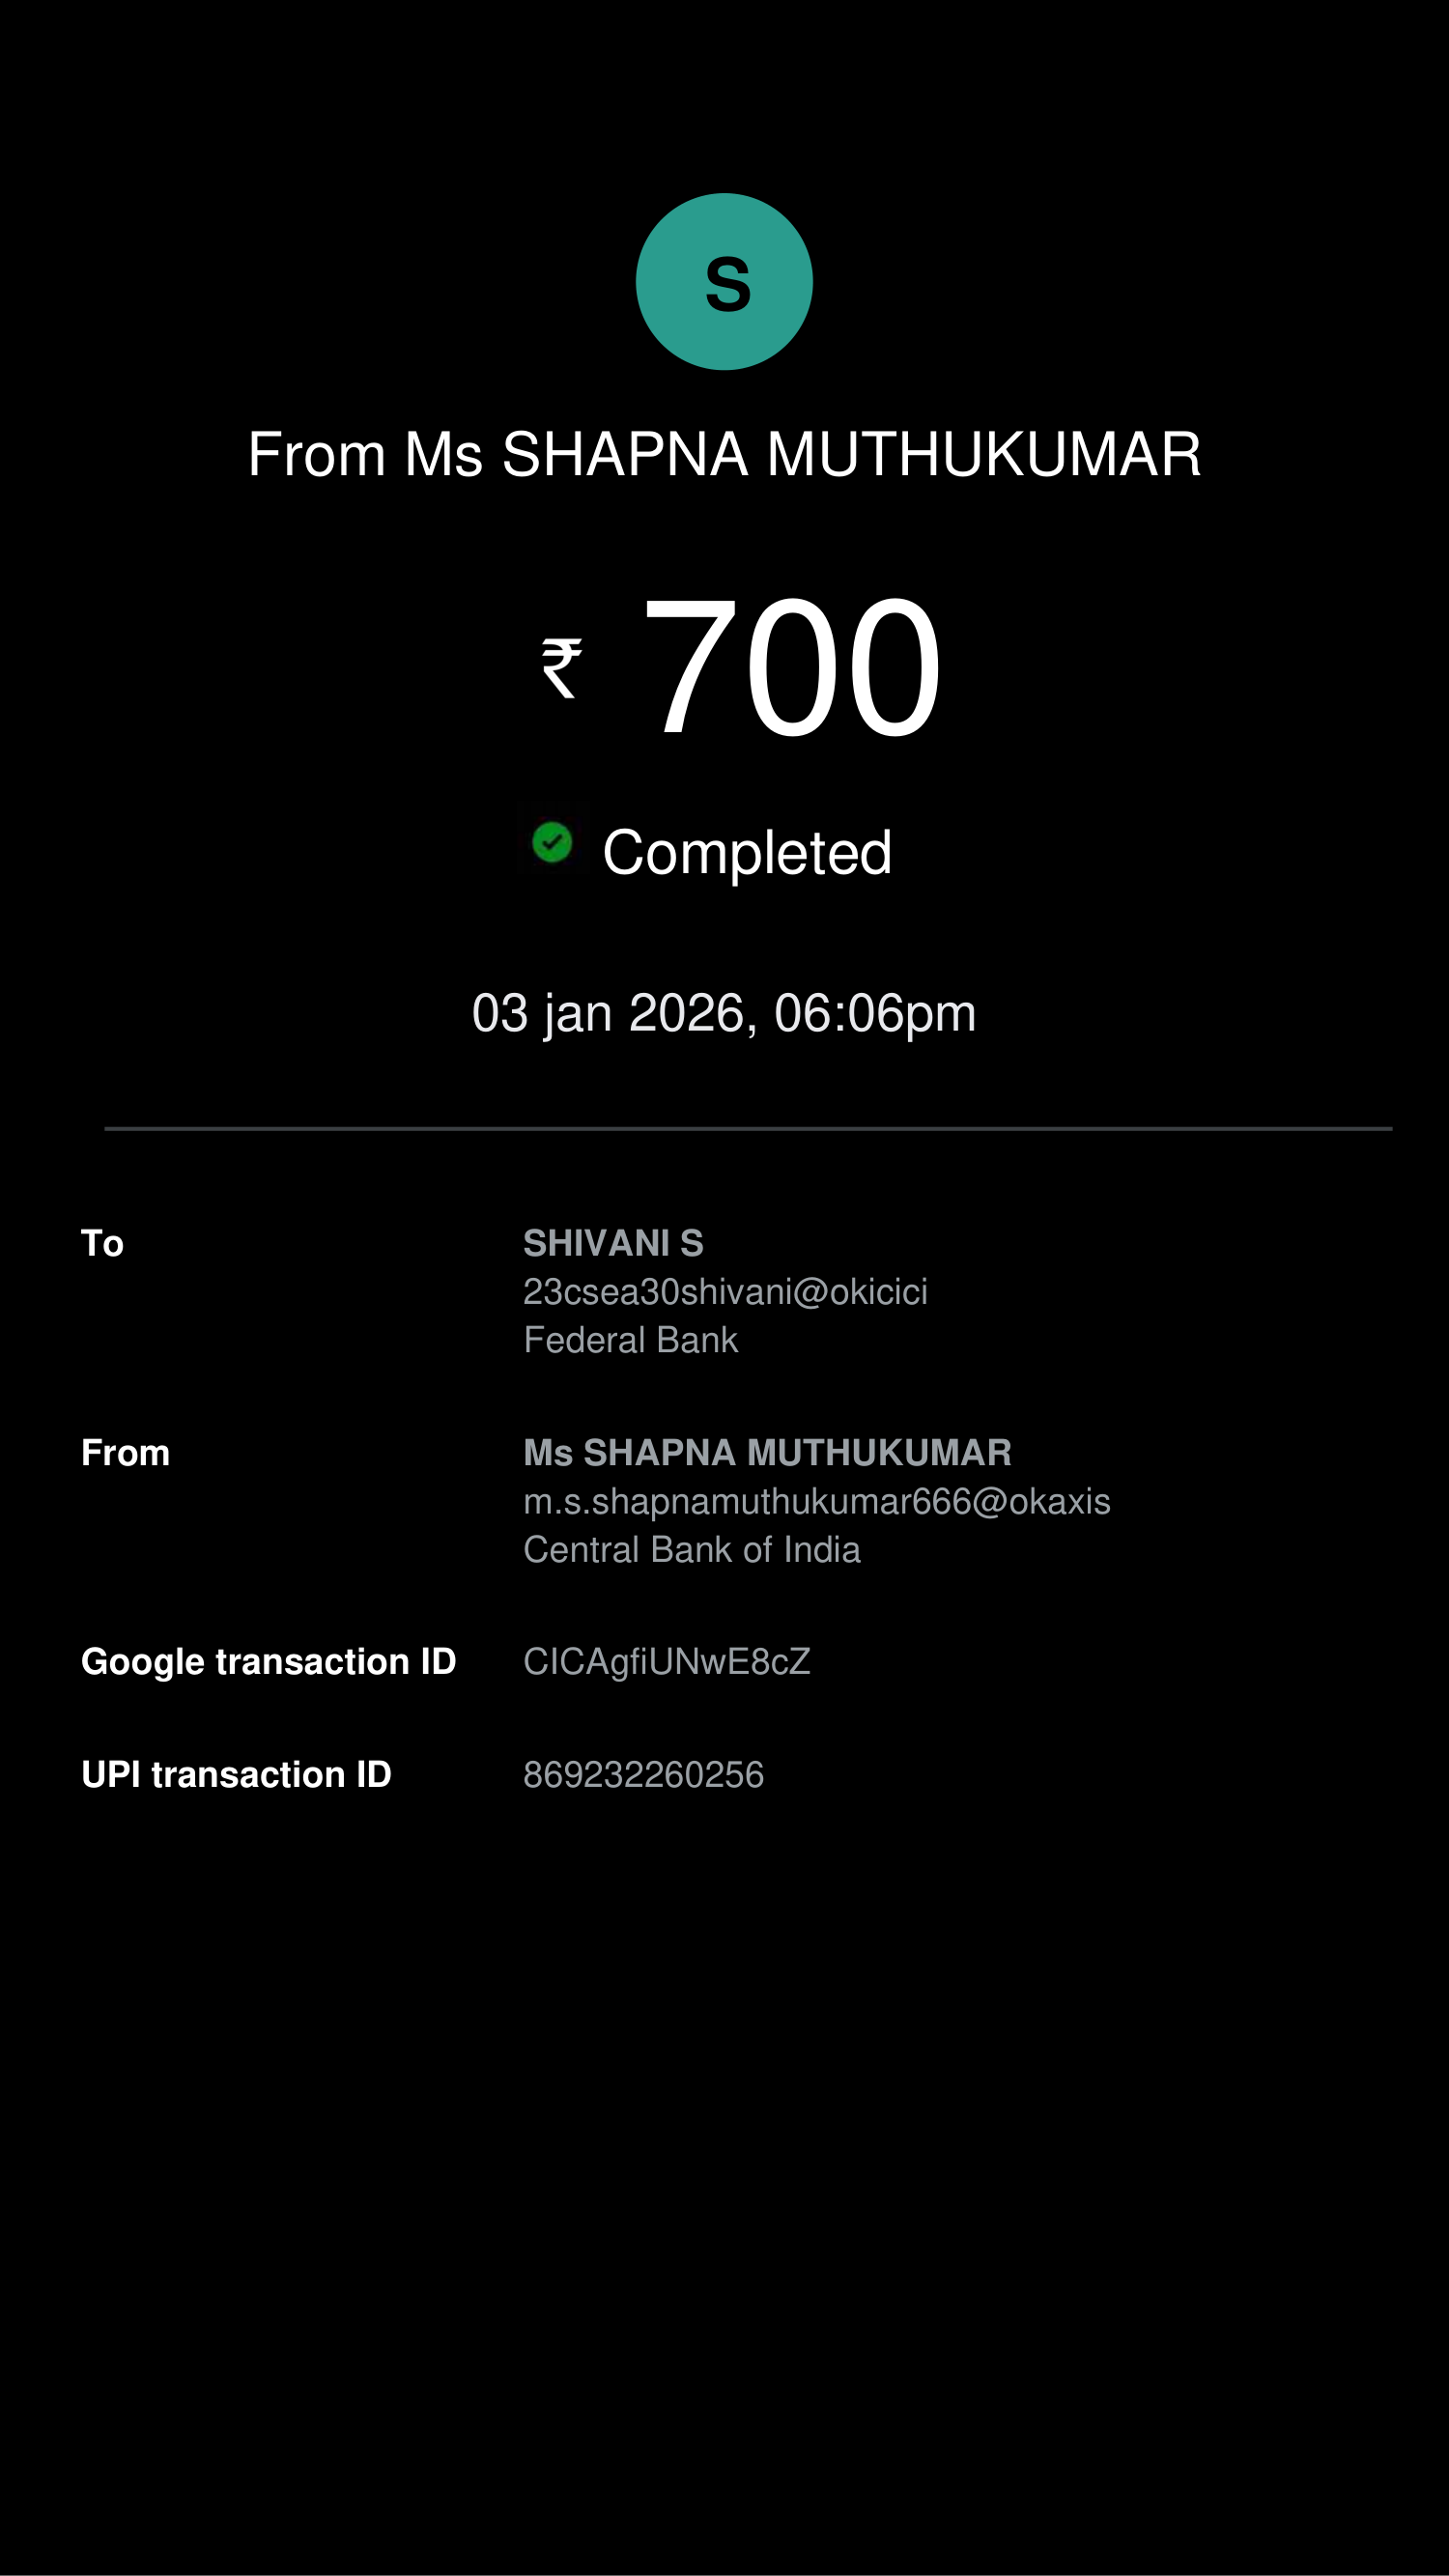 S
From Ms SHAPNA MUTHUKUMAR
₹ 700
Completed
03 jan 2026, 06:06pm
To
SHIVANI S
23csea30shivani@okicici
Federal Bank
From
Ms SHAPNA MUTHUKUMAR
m.s.shapnamuthukumar666@okaxis
Central Bank of India
Google transaction ID
CICAgfiUNwE8cZ
UPI transaction ID
869232260256